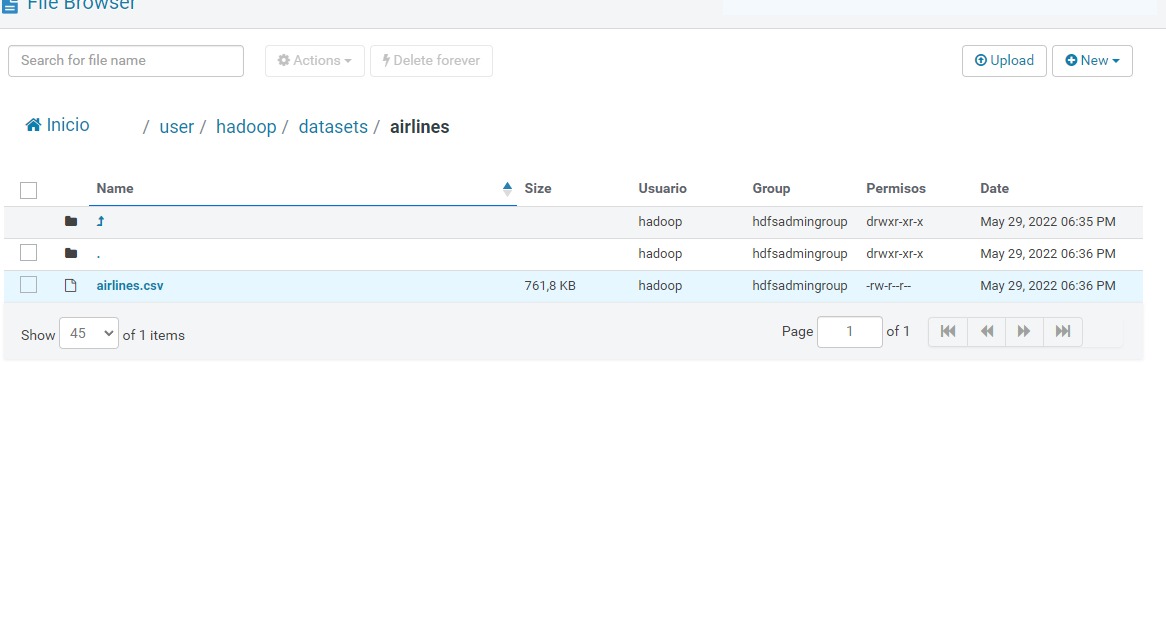 File Browser
Search for file name Actions Delete forever Upload New
Inicio / user / hadoop / datasets / airlines
Name Size Usuario Group Permisos Date
hadoop hdfsadmingroup drwxr-xr-x May 29, 2022 06:35 PM
. hadoop hdfsadmingroup drwxr-xr-x May 29, 2022 06:36 PM
airlines.csv 761,8 KB hadoop hdfsadmingroup -rw-r--r-- May 29, 2022 06:36 PM
Show 45 of 1 items Page 1 of 1